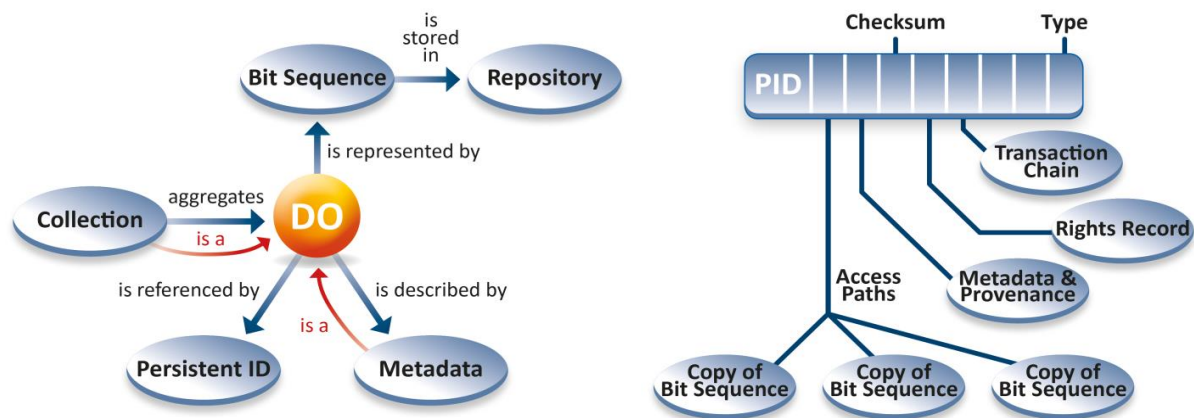 is
stored
in
Bit Sequence
Repository
is represented by
aggregates
DO
Collection
is a
is referenced by
is described by
is a
Persistent ID
Metadata
Checksum
Type
PID
Transaction
Chain
Rights Record
Access
Paths
Metadata &
Provenance
Copy of
Bit Sequence
Copy of
Bit Sequence
Copy of
Bit Sequence